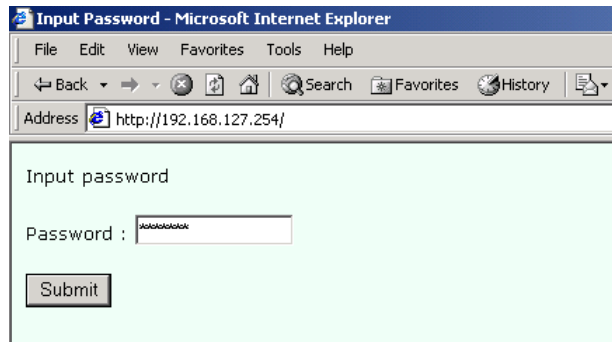 Input Password - Microsoft Internet Explorer
File Edit View Favorites Tools Help
Back Search Favorites History
Address http://192.168.127.254/
Input password
Password : ********
Submit